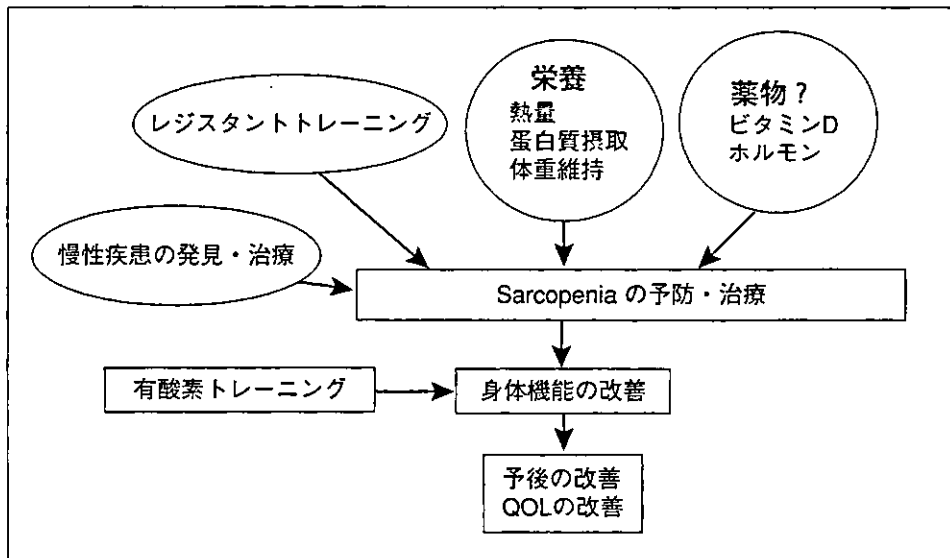 レジスタントトレーニング
栄養
熱量
蛋白質摂取
体重維持
薬物?
ビタミンD
ホルモン
慢性疾患の発見・治療
Sarcopenia の予防・治療
有酸素トレーニング
身体機能の改善
予後の改善
QOLの改善